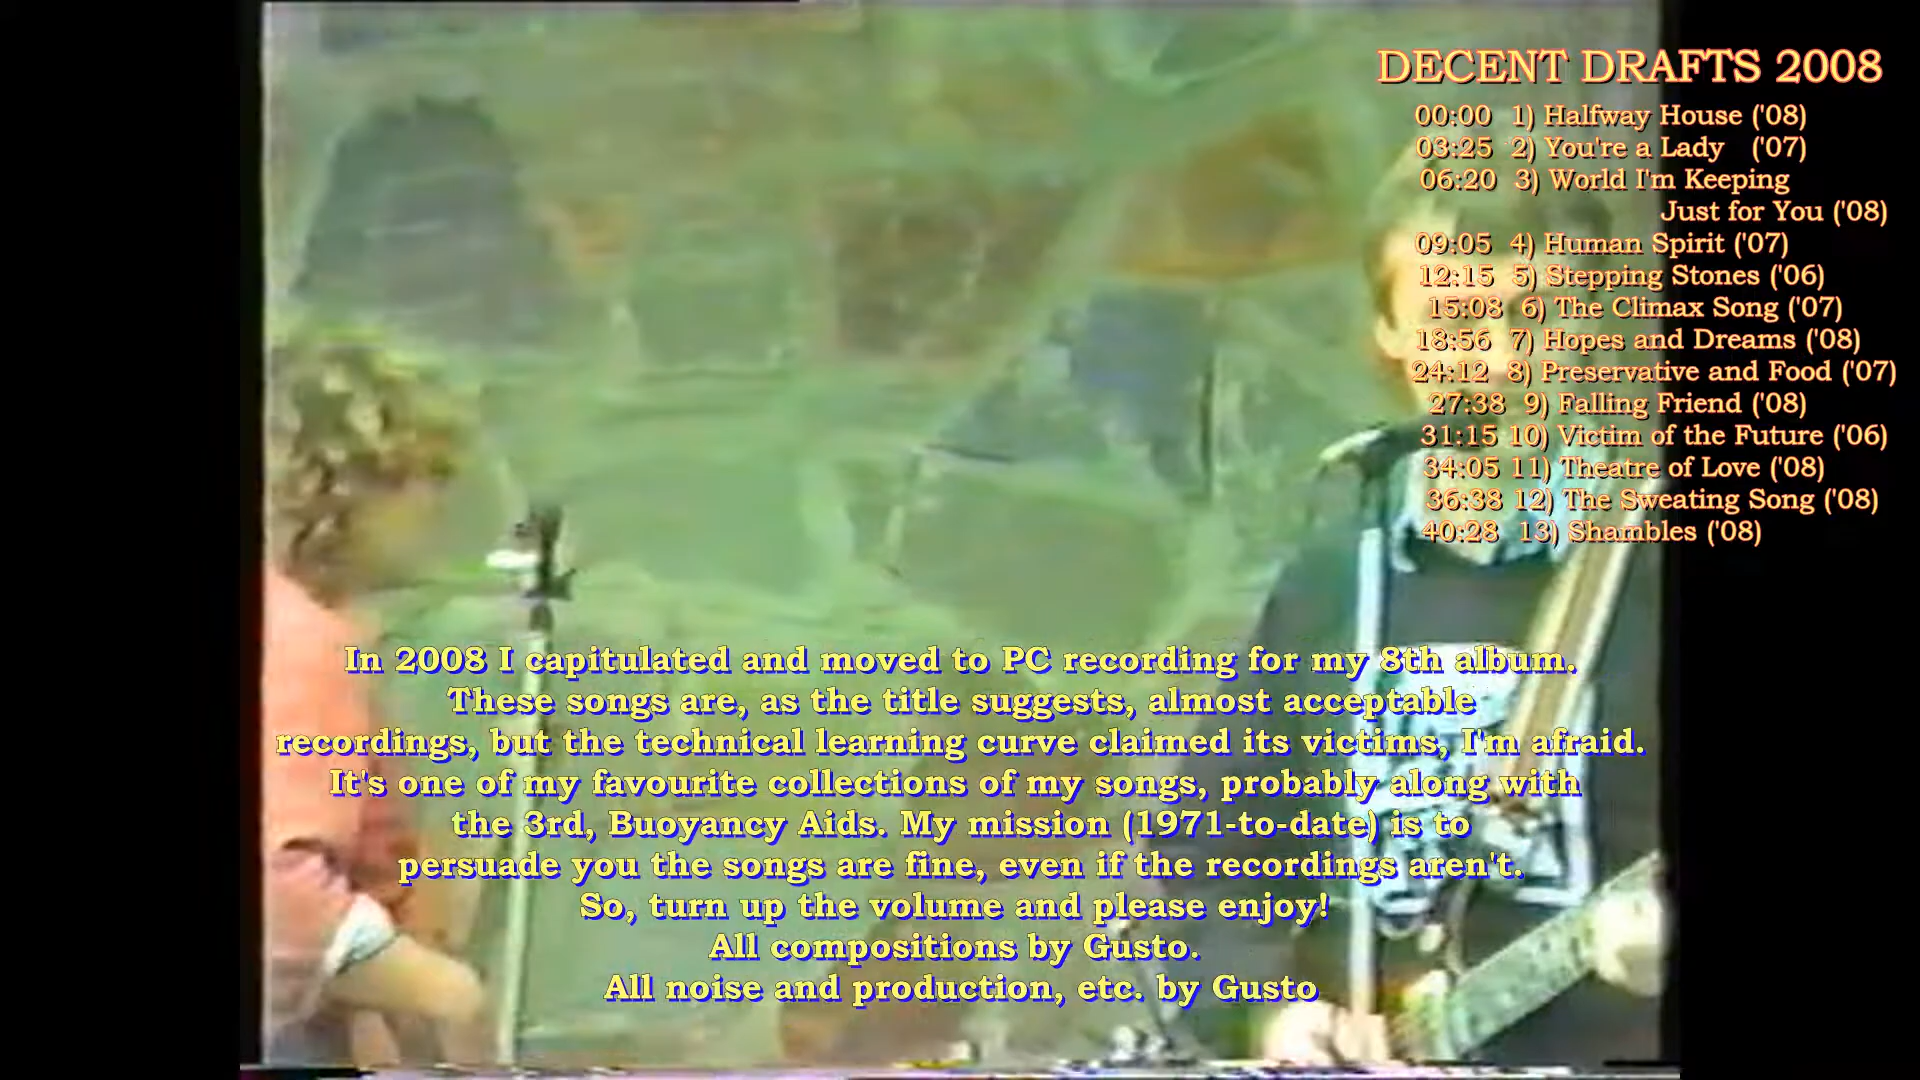 DECENT DRAFTS 2008
00:00 1) Halfway House ('08)
03:25 2) You're a Lady ('07)
06:20 3) World I'm Keeping
Just for You ('08)
09:05 4) Human Spirit ('07)
12:15 5) Stepping Stones ('06)
15:08 6) The Climax Song ('07)
18:56 7) Hopes and Dreams ('08)
24:12 8) Preservative and Food ('07)
27:38 9) Falling Friend ('08)
31:15 10) Victim of the Future ('06)
34:05 11) Theatre of Love ('08)
36:38 12) The Sweating Song ('08)
40:28 13) Shambles ('08)
In 2008 I capitulated and moved to PC recording for my 8th album.
These songs are, as the title suggests, almost acceptable
recordings, but the technical learning curve claimed its victims, I'm afraid.
It's one of my favourite collections of my songs, probably along with
the 3rd, Buoyancy Aids. My mission (1971-to-date) is to
persuade you the songs are fine, even if the recordings aren't.
So, turn up the volume and please enjoy!
All compositions by Gusto.
All noise and production, etc. by Gusto